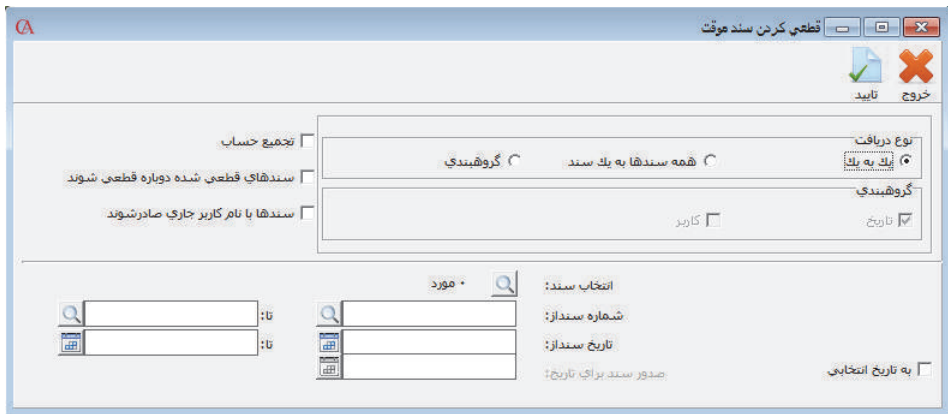 قطعي كردن سند موقت
خروج تاييد
نوع دريافت
يك به يك همه سندها به يك سند گروهبندي
گروهبندي
تاريخ كاربر
تجميع حساب
سندهاي قطعي شده دوباره قطعي شوند
سندها با نام كاربر جاري صادرشوند
انتخاب سند: ۰ مورد
شماره سنداز: تا:
تاريخ سنداز: تا:
صدور سند براي تاريخ: به تاريخ انتخابي